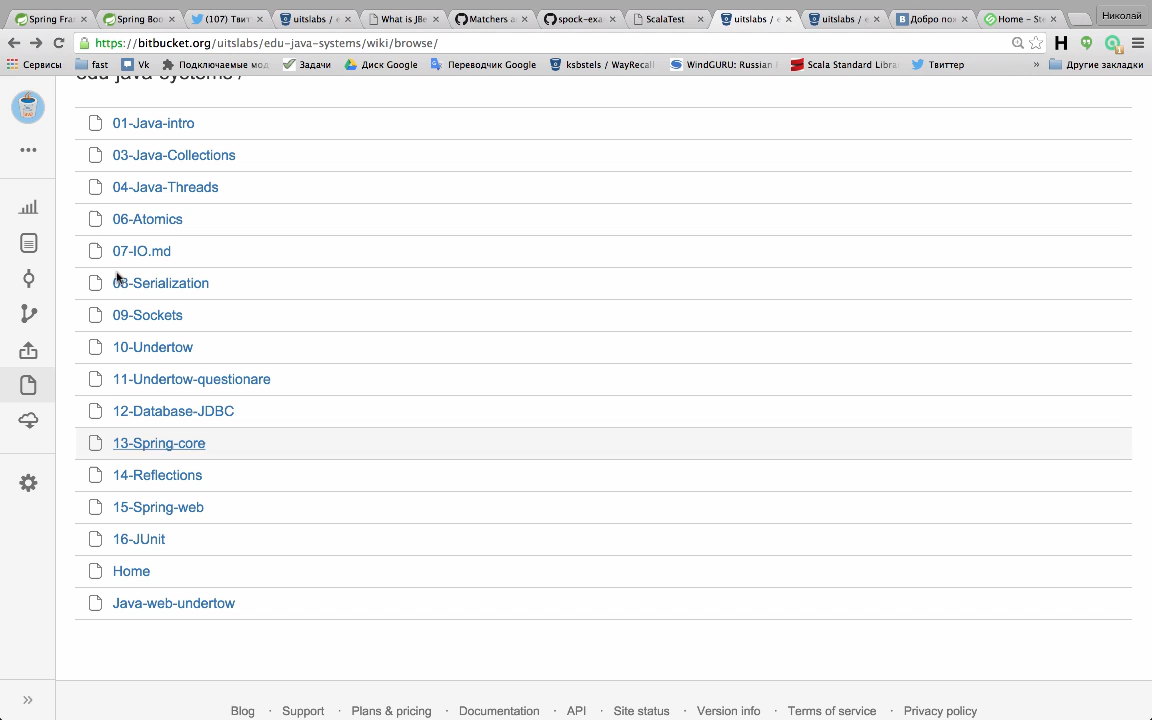 Spring Fra
Spring Boo
(107) Твит
uitslabs / e
What is JBe
Matchers a
spock-exa
ScalaTest
uitslabs / e
uitslabs / e
Добро пож
Home – Ste
Николай
https://bitbucket.org/uitslabs/edu-java-systems/wiki/browse/
Сервисы
fast
Vk
Подключаемые мод
Задачи
Диск Google
Переводчик Google
ksbstels / WayRecall
WindGURU: Russian
Scala Standard Libra
Твиттер
»
Другие закладки
edu-java-systems /
01-Java-intro
03-Java-Collections
04-Java-Threads
06-Atomics
07-IO.md
08-Serialization
09-Sockets
10-Undertow
11-Undertow-questionare
12-Database-JDBC
13-Spring-core
14-Reflections
15-Spring-web
16-JUnit
Home
Java-web-undertow
Blog · Support · Plans & pricing · Documentation · API · Site status · Version info · Terms of service · Privacy policy